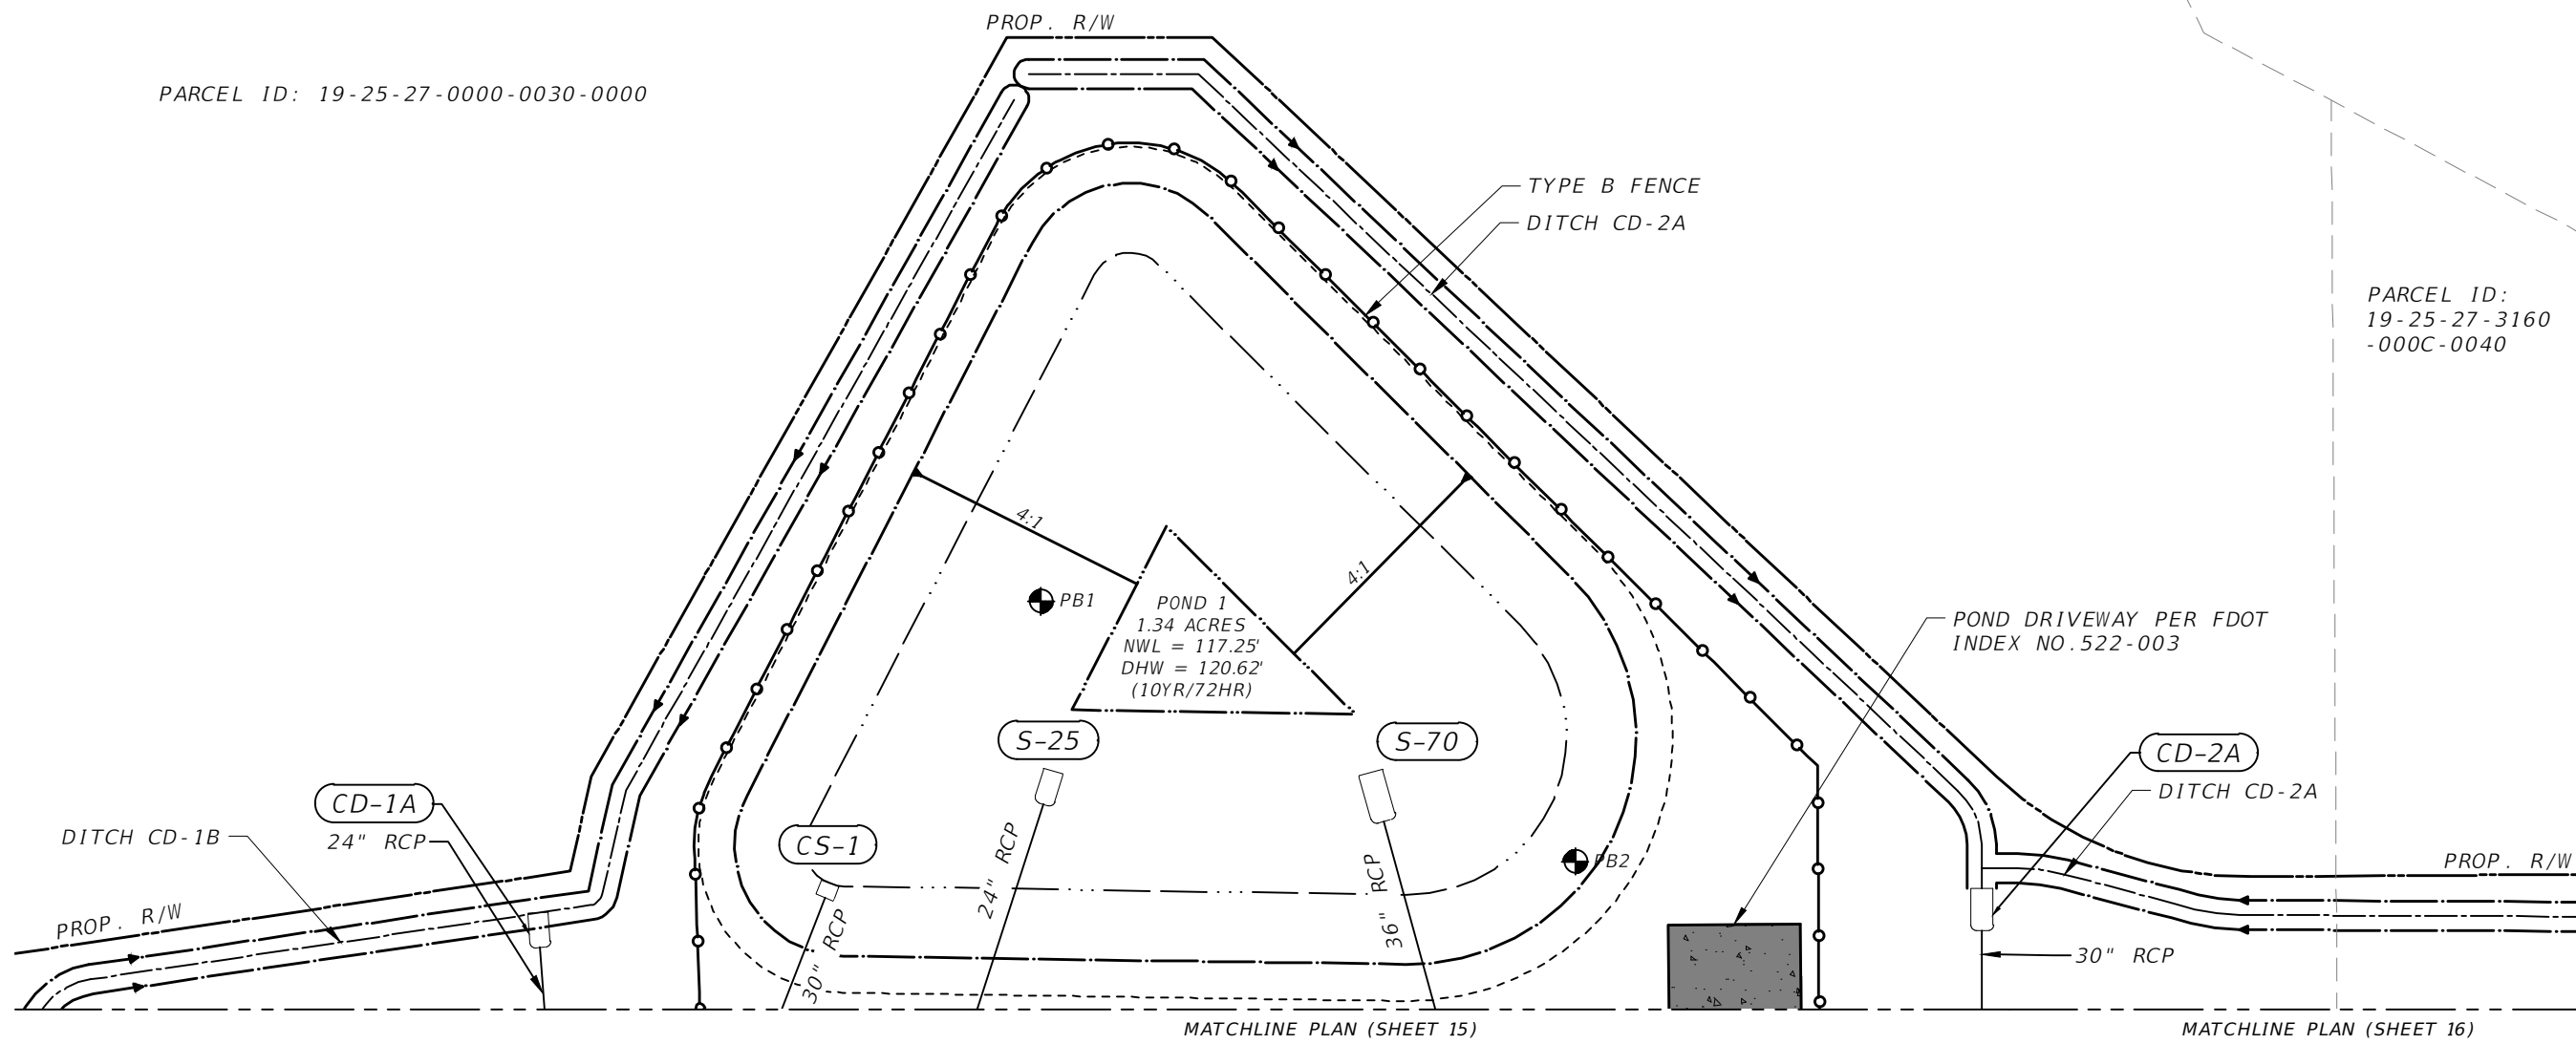 PROP. R/W
PARCEL ID: 19-25-27-0000-0030-0000
TYPE B FENCE
DITCH CD-2A
PARCEL ID:
19-25-27-3160
-000C-0040
4:1
4:1
PB1
POND 1
1.34 ACRES
NWL = 117.25'
DHW = 120.62'
(10YR/72HR)
POND DRIVEWAY PER FDOT
INDEX NO.522-003
S-25
S-70
CD-2A
DITCH CD-2A
CD-1A
24" RCP
DITCH CD-1B
CS-1
24" RCP
36" RCP
PB2
PROP. R/W
PROP. R/W
30" RCP
30" RCP
MATCHLINE PLAN (SHEET 15)
MATCHLINE PLAN (SHEET 16)